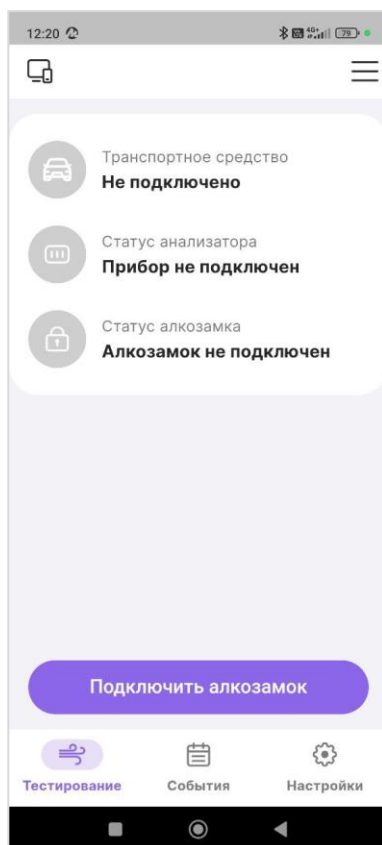 12:20
79
Транспортное средство
Не подключено
Статус анализатора
Прибор не подключен
Статус алкозамка
Алкозамок не подключен
Подключить алкозамок
Тестирование
События
Настройки